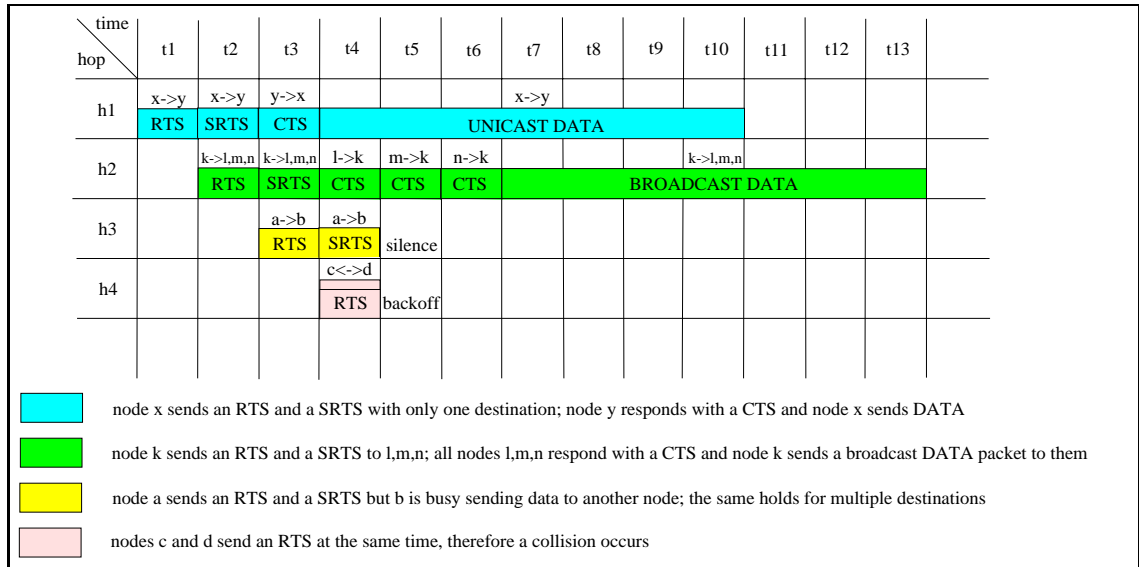 time
hop
t1 t2 t3 t4 t5 t6 t7 t8 t9 t10 t11 t12 t13
x->y x->y y->x x->y
h1
RTS SRTS CTS UNICAST DATA
k->l,m,n k->l,m,n l->k m->k n->k k->l,m,n
h2
RTS SRTS CTS CTS CTS BROADCAST DATA
a->b a->b
h3
RTS SRTS silence
c<->d
h4
RTS backoff
node x sends an RTS and a SRTS with only one destination; node y responds with a CTS and node x sends DATA
node k sends an RTS and a SRTS to l,m,n; all nodes l,m,n respond with a CTS and node k sends a broadcast DATA packet to them
node a sends an RTS and a SRTS but b is busy sending data to another node; the same holds for multiple destinations
nodes c and d send an RTS at the same time, therefore a collision occurs